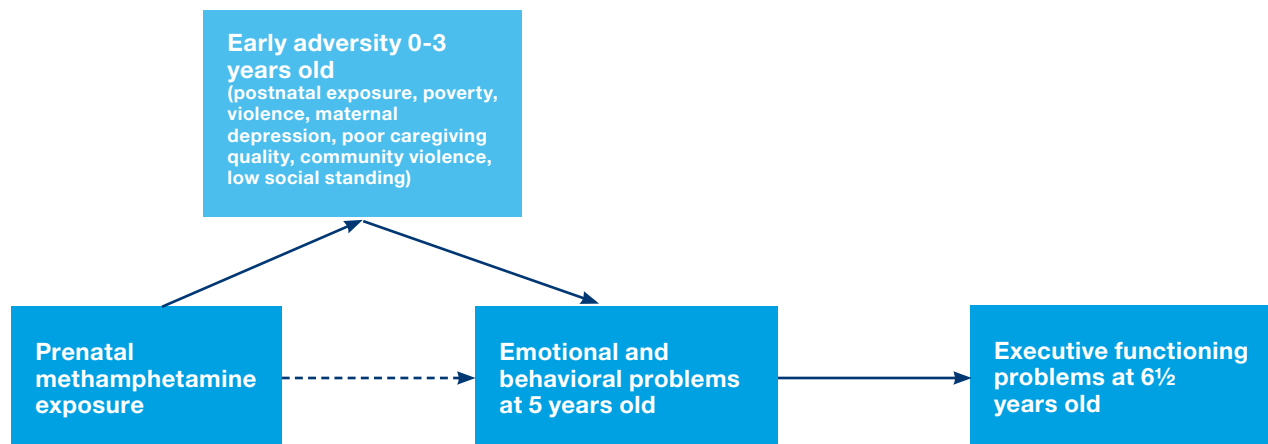 Early adversity 0-3
years old
(postnatal exposure, poverty,
violence, maternal
depression, poor caregiving
quality, community violence,
low social standing)
Prenatal
methamphetamine
exposure
Emotional and
behavioral problems
at 5 years old
Executive functioning
problems at 6½
years old